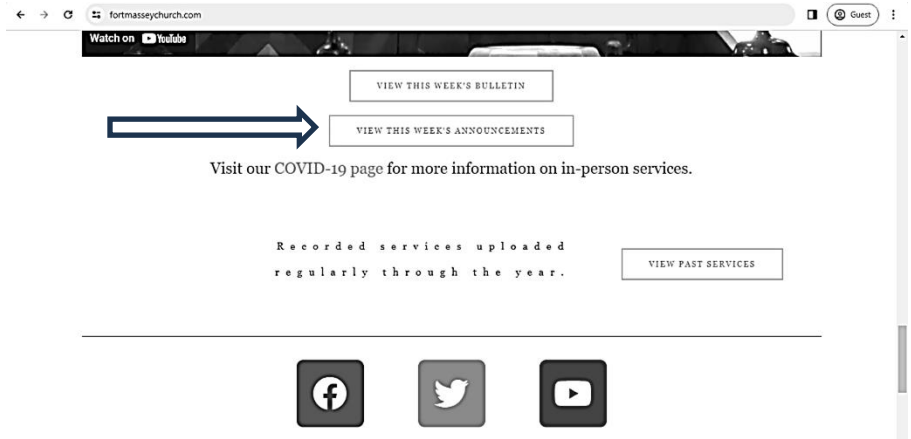 fortmasseychurch.com
Guest
Watch on YouTube
VIEW THIS WEEK'S BULLETIN
VIEW THIS WEEK'S ANNOUNCEMENTS
Visit our COVID-19 page for more information on in-person services.
Recorded services uploaded
regularly through the year.
VIEW PAST SERVICES